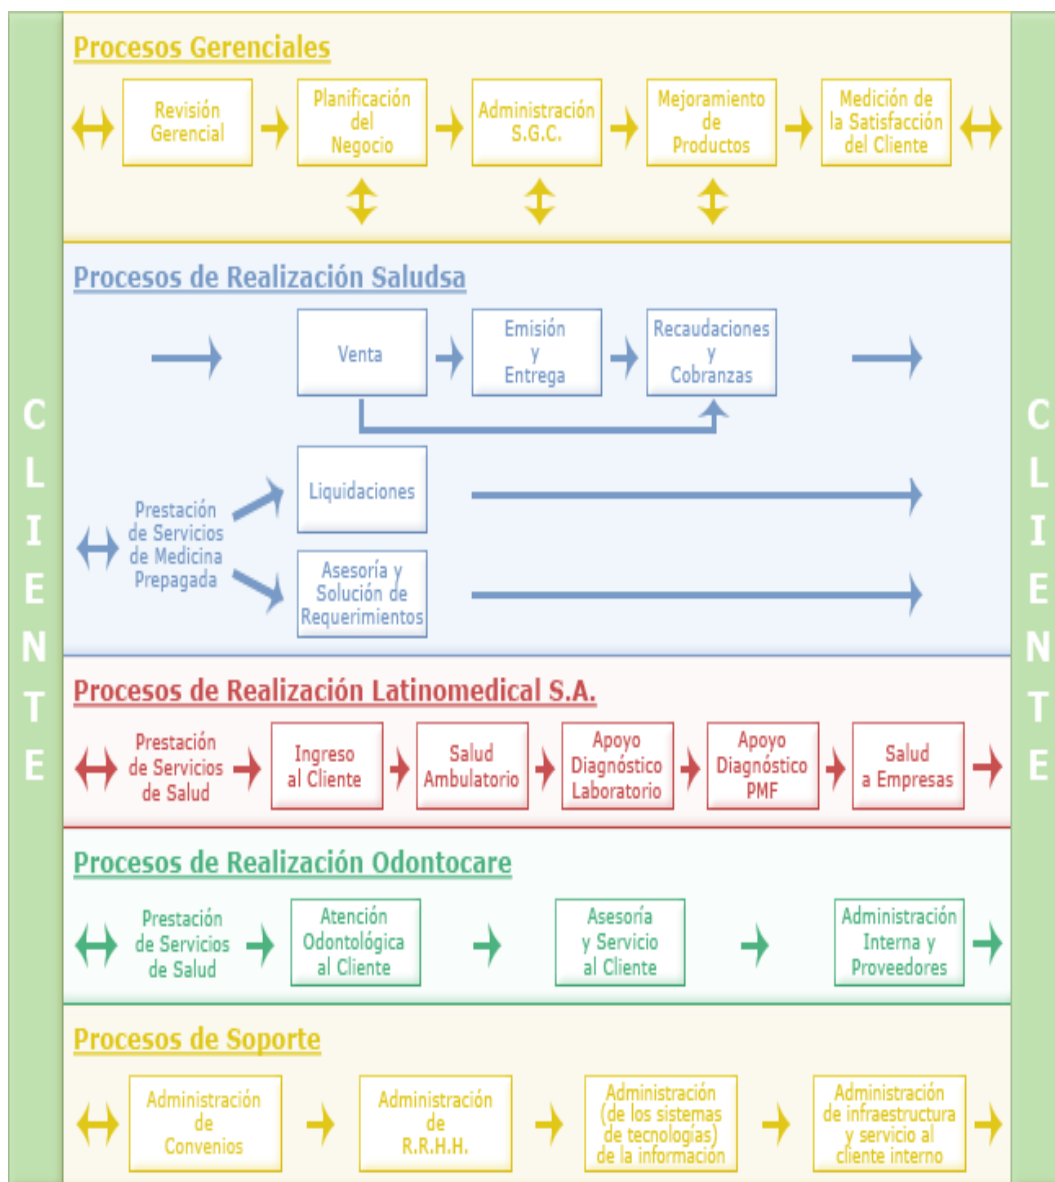 Procesos Gerenciales
Revisión
Gerencial
Planificación
del
Negocio
Administración
S.G.C.
Mejoramiento
de
Productos
Medición de
la Satisfacción
del Cliente
Procesos de Realización Saludsa
Venta
Emisión
y
Entrega
Recaudaciones
y
Cobranzas
Prestación
de Servicios
de Medicina
Prepagada
Liquidaciones
Asesoría y
Solución de
Requerimientos
Procesos de Realización Latinomedical S.A.
Prestación
de Servicios
de Salud
Ingreso
al Cliente
Salud
Ambulatorio
Apoyo
Diagnóstico
Laboratorio
Apoyo
Diagnóstico
PMF
Salud
a Empresas
Procesos de Realización Odontocare
Prestación
de Servicios
de Salud
Atención
Odontológica
al Cliente
Asesoría
y Servicio
al Cliente
Administración
Interna y
Proveedores
Procesos de Soporte
Administración
de
Convenios
Administración
de
R.R.H.H.
Administración
(de los sistemas
de tecnologías)
de la información
Administración
de infraestructura
y servicio al
cliente interno
CLIENTE
CLIENTE